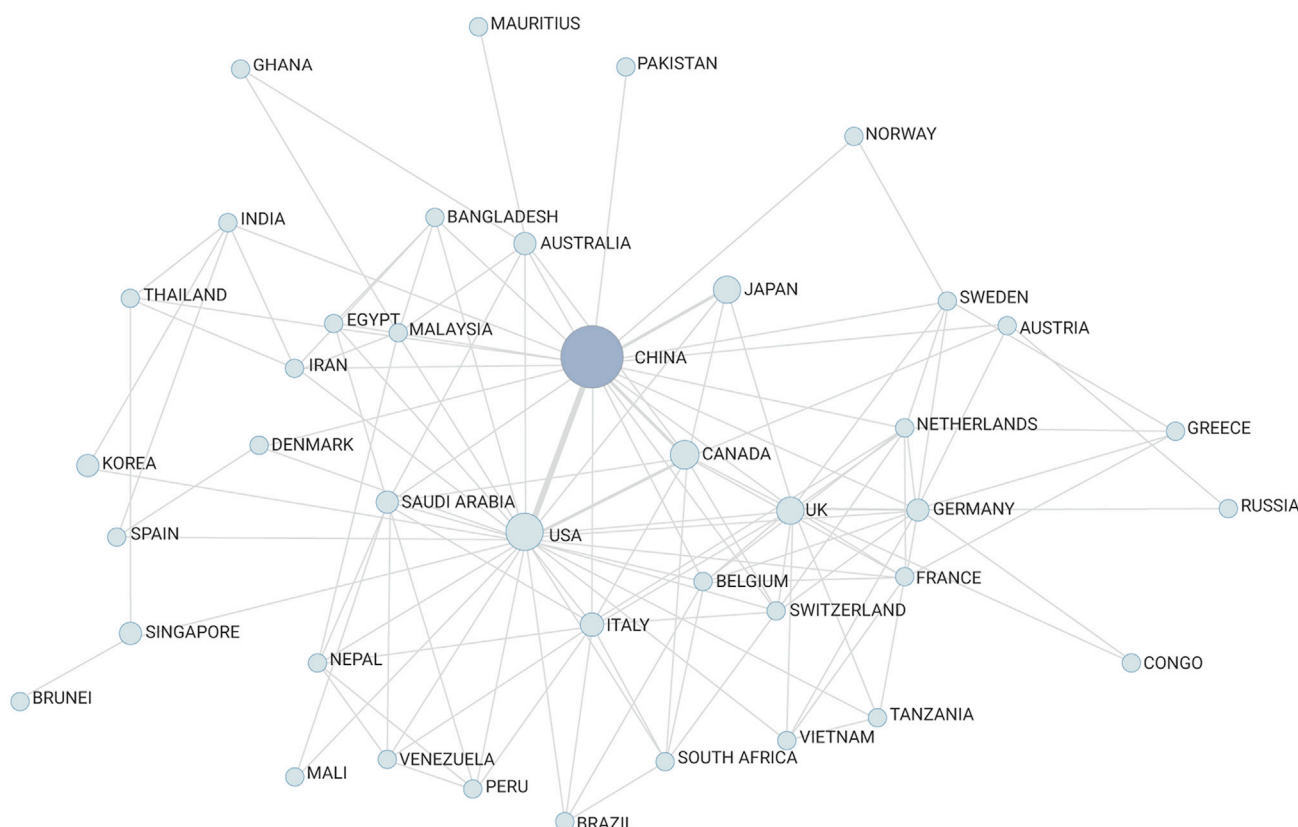 MAURITIUS
GHANA
PAKISTAN
NORWAY
INDIA
BANGLADESH
AUSTRALIA
THAILAND
JAPAN
SWEDEN
EGYPT
MALAYSIA
AUSTRIA
CHINA
IRAN
NETHERLANDS
GREECE
DENMARK
CANADA
KOREA
SAUDI ARABIA
UK
GERMANY
RUSSIA
SPAIN
USA
BELGIUM
FRANCE
SWITZERLAND
SINGAPORE
ITALY
NEPAL
CONGO
BRUNEI
TANZANIA
VIETNAM
VENEZUELA
SOUTH AFRICA
MALI
PERU
BRAZIL